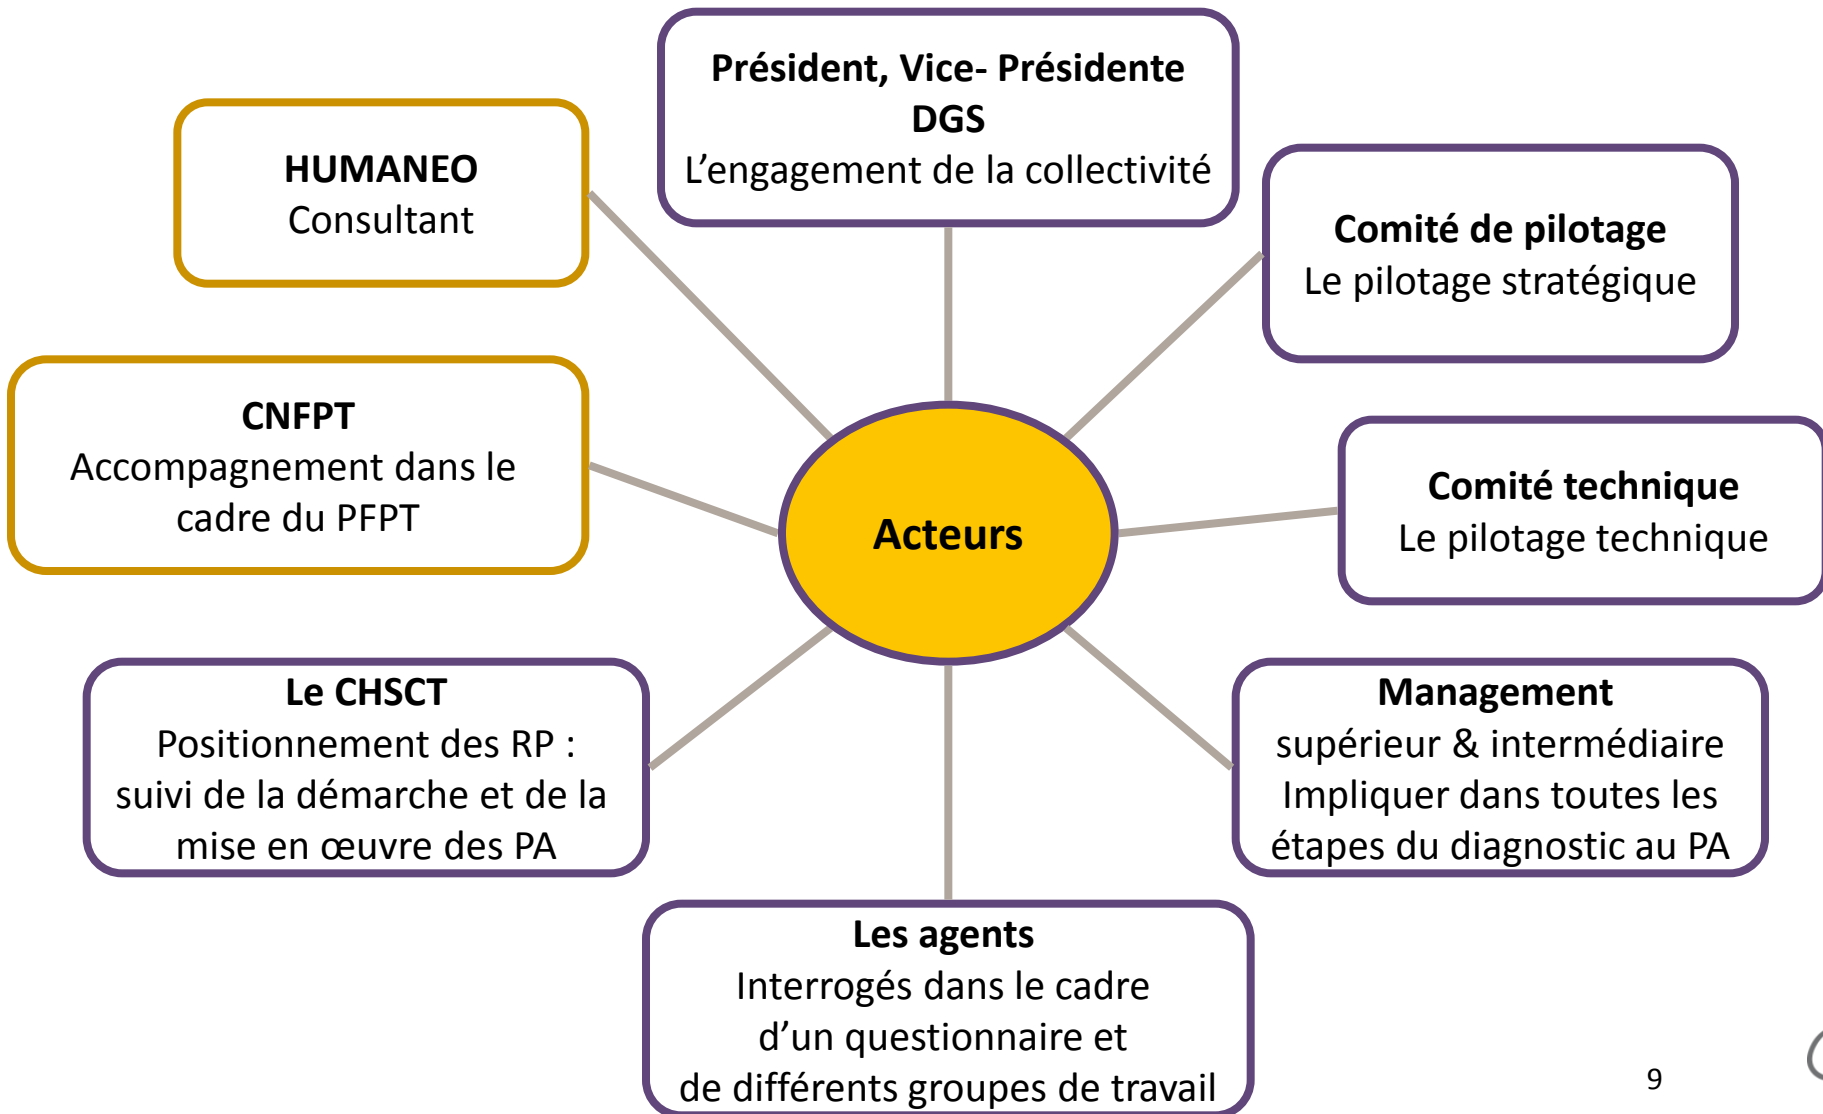 Président, Vice- Présidente
DGS
L’engagement de la collectivité
HUMANEO
Consultant
Comité de pilotage
Le pilotage stratégique
CNFPT
Accompagnement dans le
cadre du PFPT
Comité technique
Le pilotage technique
Acteurs
Le CHSCT
Positionnement des RP :
suivi de la démarche et de la
mise en œuvre des PA
Management
supérieur & intermédiaire
Impliquer dans toutes les
étapes du diagnostic au PA
Les agents
Interrogés dans le cadre
d’un questionnaire et
de différents groupes de travail
9